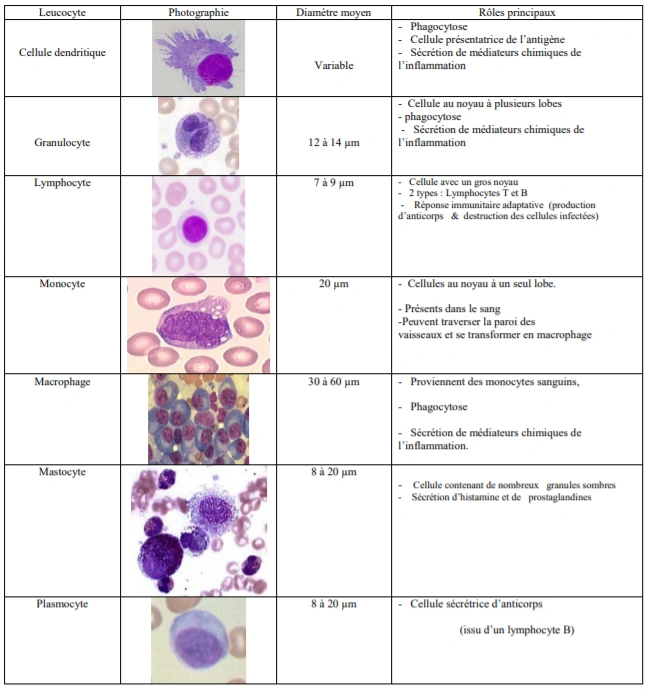 Leucocyte Photographie Diamètre moyen Rôles principaux
Cellule dendritique
Variable
- Phagocytose
- Cellule présentatrice de l'antigène
- Sécrétion de médiateurs chimiques de
l'inflammation
Granulocyte
12 à 14 µm
- Cellule au noyau à plusieurs lobes
- phagocytose
- Sécrétion de médiateurs chimiques de
l'inflammation
Lymphocyte
7 à 9 µm
- Cellule avec un gros noyau
- 2 types : Lymphocytes T et B
- Réponse immunitaire adaptative (production
d'anticorps & destruction des cellules infectées)
Monocyte
20 µm
- Cellules au noyau à un seul lobe.
- Présents dans le sang
-Peuvent traverser la paroi des
vaisseaux et se transformer en macrophage
Macrophage
30 à 60 µm
- Proviennent des monocytes sanguins,
- Phagocytose
- Sécrétion de médiateurs chimiques de
l'inflammation.
Mastocyte
8 à 20 µm
- Cellule contenant de nombreux granules sombres
- Sécrétion d'histamine et de prostaglandines
Plasmocyte
8 à 20 µm
- Cellule sécrétrice d'anticorps
(issu d'un lymphocyte B)